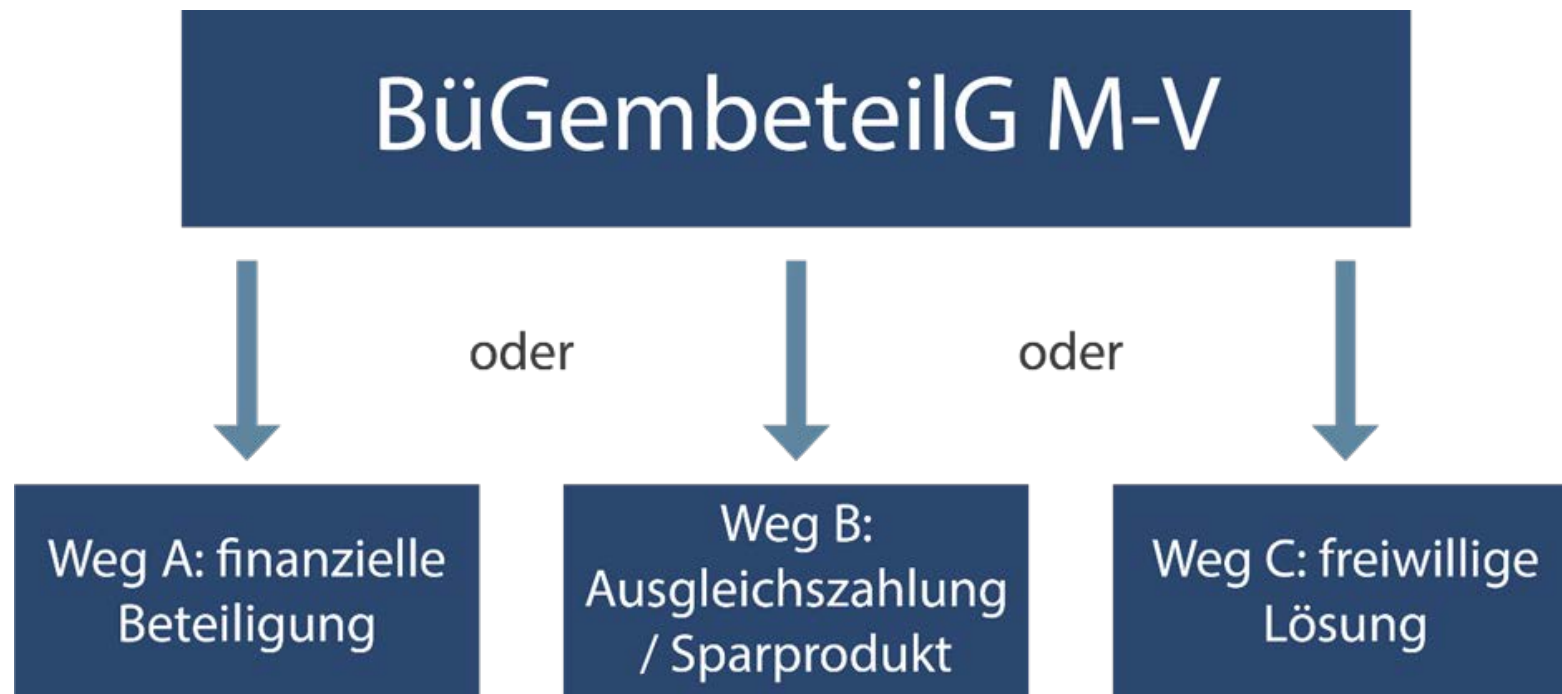 BüGembeteilG M-V
oder
oder
Weg A: finanzielle
Beteiligung
Weg B:
Ausgleichszahlung
/ Sparprodukt
Weg C: freiwillige
Lösung